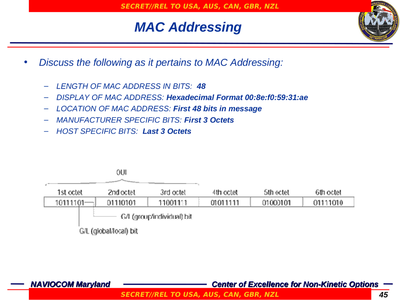 SECRET//REL TO USA, AUS, CAN, GBR, NZL
MAC Addressing
• Discuss the following as it pertains to MAC Addressing:
– LENGTH OF MAC ADDRESS IN BITS: 48
– DISPLAY OF MAC ADDRESS: Hexadecimal Format 00:8e:f0:59:31:ae
– LOCATION OF MAC ADDRESS: First 48 bits in message
– MANUFACTURER SPECIFIC BITS: First 3 Octets
– HOST SPECIFIC BITS: Last 3 Octets
OUI
1st octet 2nd octet 3rd octet 4th octet 5th octet 6th octet
10111101 01110101 11001111 01011111 01000101 01111010
G/I (group/individual) bit
G/L (global/local) bit
NAVIOCOM Maryland Center of Excellence for Non-Kinetic Options
SECRET//REL TO USA, AUS, CAN, GBR, NZL 45